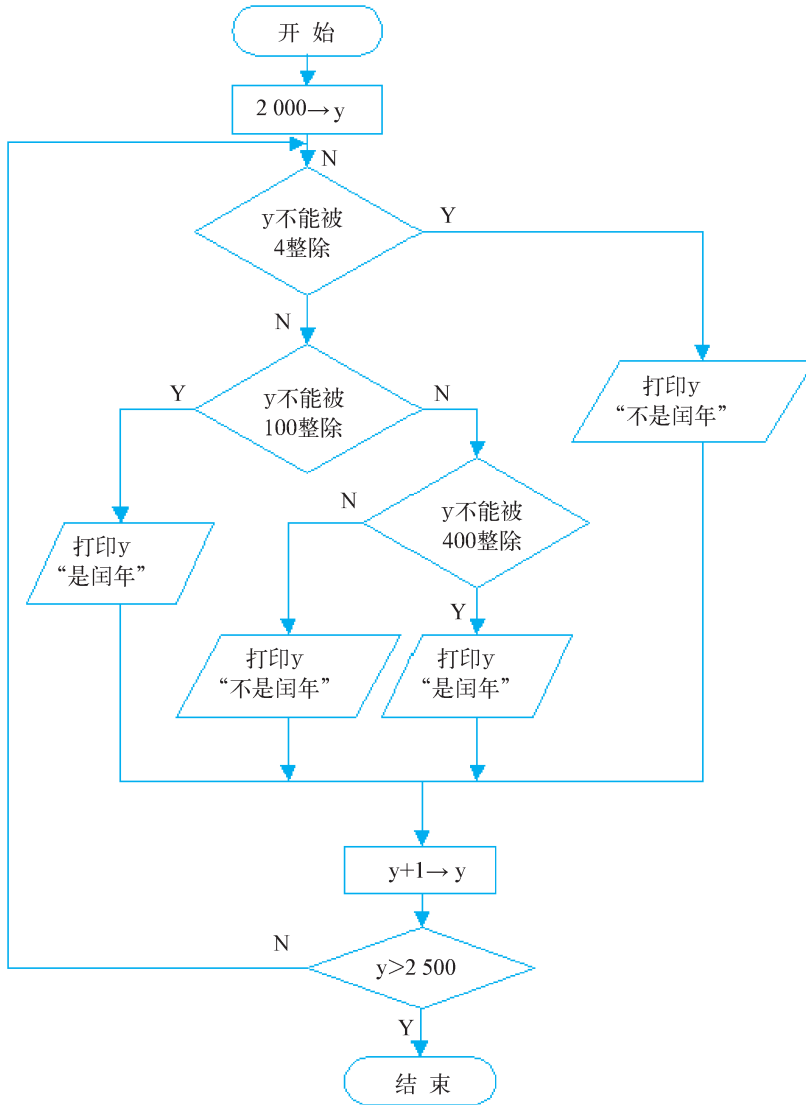 开 始
2 000→y
N
y不能被
4整除
Y
N
y不能被
100整除
Y
N
打印y
“不是闰年”
y不能被
400整除
N
Y
打印y
“是闰年”
打印y
“不是闰年”
打印y
“是闰年”
y+1→y
y>2 500
N
Y
结 束